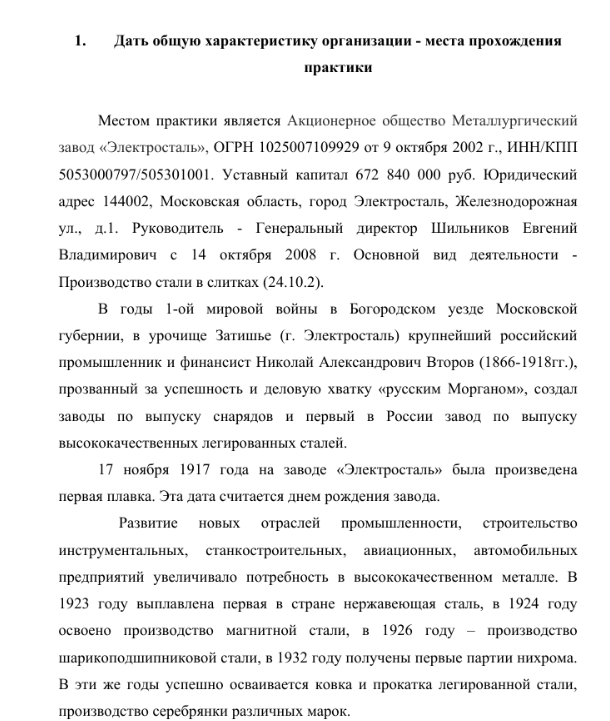 1. Дать общую характеристику организации - места прохождения
практики
Местом практики является Акционерное общество Металлургический
завод «Электросталь», ОГРН 1025007109929 от 9 октября 2002 г., ИНН/КПП
5053000797/505301001. Уставный капитал 672 840 000 руб. Юридический
адрес 144002, Московская область, город Электросталь, Железнодорожная
ул., д.1. Руководитель - Генеральный директор Шильников Евгений
Владимирович с 14 октября 2008 г. Основной вид деятельности -
Производство стали в слитках (24.10.2).
В годы 1-ой мировой войны в Богородском уезде Московской
губернии, в урочище Затишье (г. Электросталь) крупнейший российский
промышленник и финансист Николай Александрович Второв (1866-1918гг.),
прозванный за успешность и деловую хватку «русским Морганом», создал
заводы по выпуску снарядов и первый в России завод по выпуску
высококачественных легированных сталей.
17 ноября 1917 года на заводе «Электросталь» была произведена
первая плавка. Эта дата считается днем рождения завода.
Развитие новых отраслей промышленности, строительство
инструментальных, станкостроительных, авиационных, автомобильных
предприятий увеличивало потребность в высококачественном металле. В
1923 году выплавлена первая в стране нержавеющая сталь, в 1924 году
освоено производство магнитной стали, в 1926 году – производство
шарикоподшипниковой стали, в 1932 году получены первые партии нихрома.
В эти же годы успешно осваивается ковка и прокатка легированной стали,
производство серебрянки различных марок.